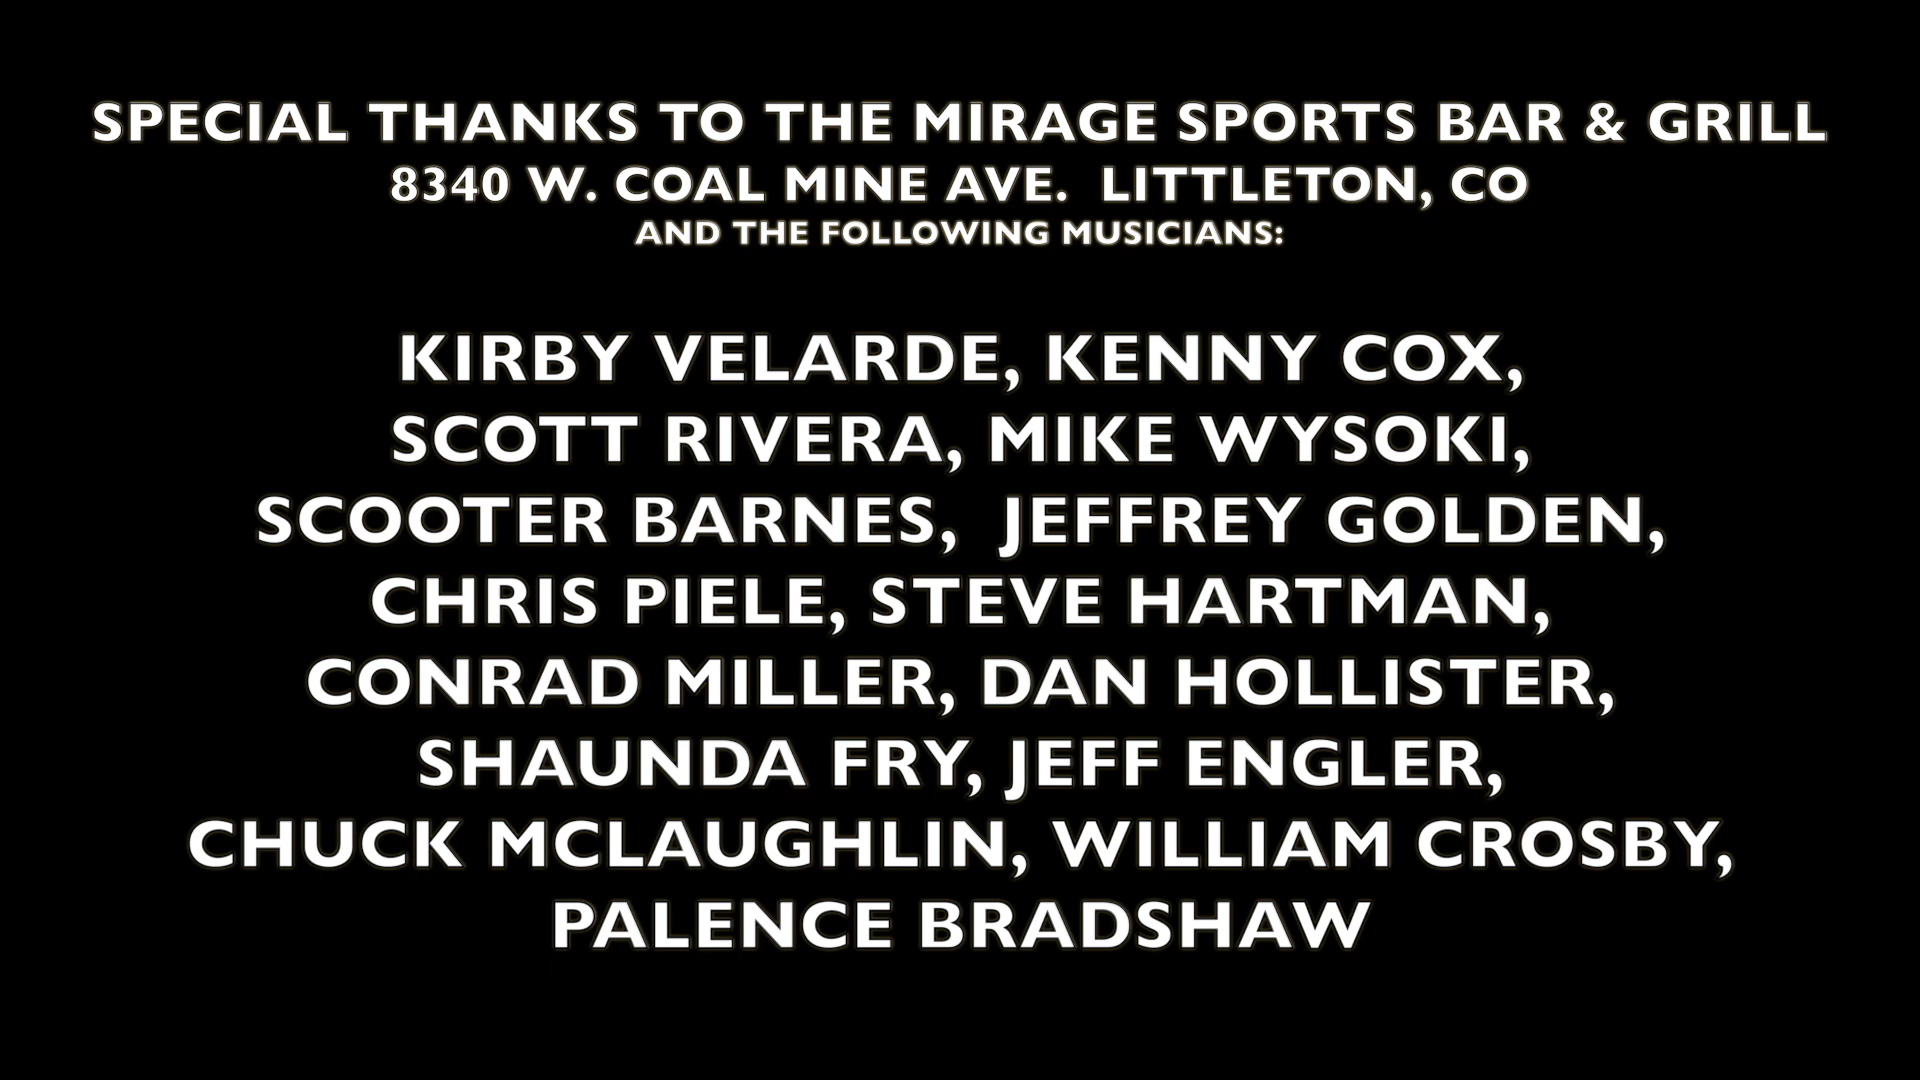 SPECIAL THANKS TO THE MIRAGE SPORTS BAR & GRILL
8340 W. COAL MINE AVE.  LITTLETON, CO
AND THE FOLLOWING MUSICIANS:
KIRBY VELARDE, KENNY COX,
SCOTT RIVERA, MIKE WYSOKI,
SCOOTER BARNES,  JEFFREY GOLDEN,
CHRIS PIELE, STEVE HARTMAN,
CONRAD MILLER, DAN HOLLISTER,
SHAUNDA FRY, JEFF ENGLER,
CHUCK MCLAUGHLIN, WILLIAM CROSBY,
PALENCE BRADSHAW